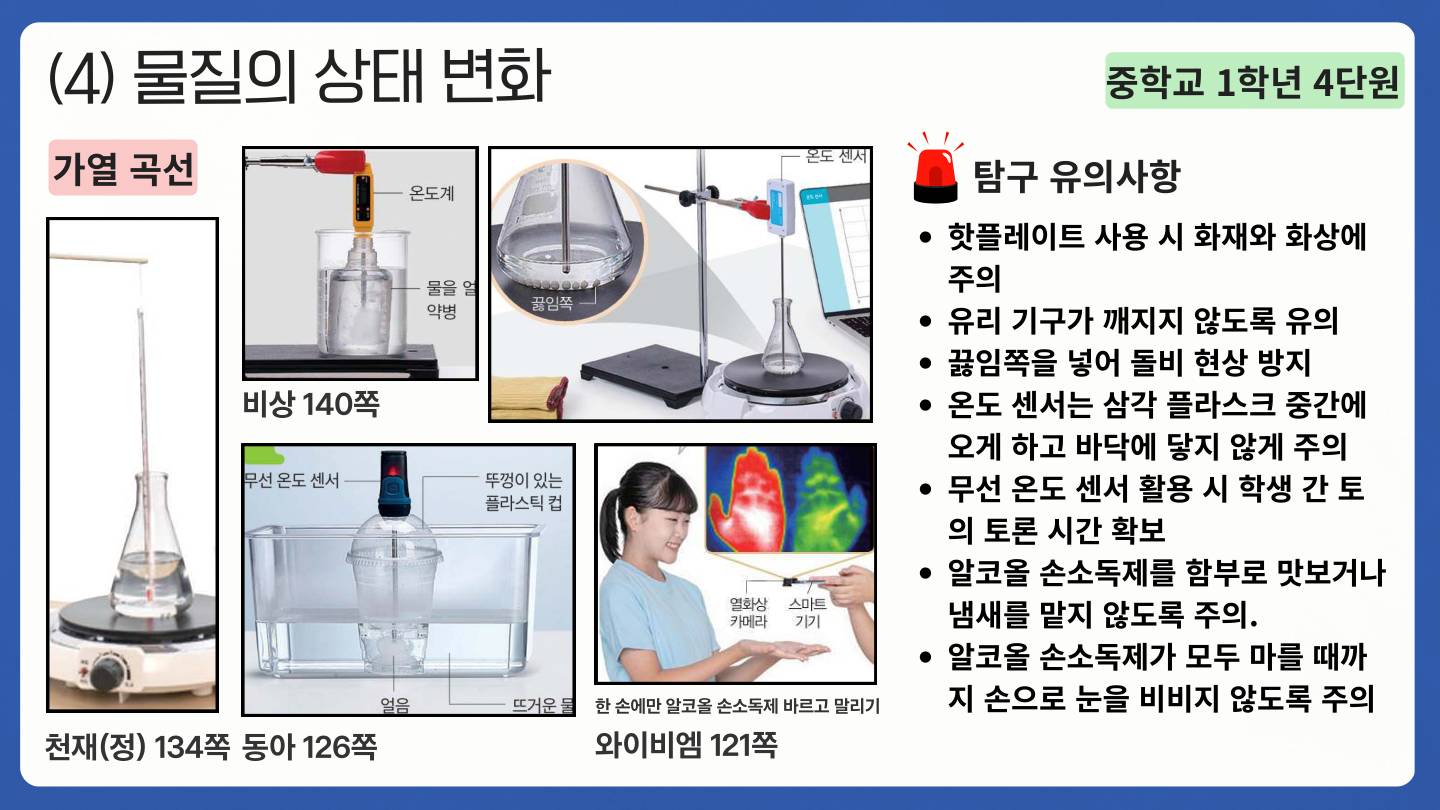 (4) 물질의 상태 변화
중학교 1학년 4단원
가열 곡선
온도계
물을 얼
약병
비상 140쪽
온도 센서
끓임쪽
무선 온도 센서
뚜껑이 있는
플라스틱 컵
얼음
뜨거운 물
열화상
카메라
스마트
기기
한 손에만 알코올 손소독제 바르고 말리기
천재(정) 134쪽
동아 126쪽
와이비엠 121쪽
탐구 유의사항
• 핫플레이트 사용 시 화재와 화상에
주의
• 유리 기구가 깨지지 않도록 유의
• 끓임쪽을 넣어 돌비 현상 방지
• 온도 센서는 삼각 플라스크 중간에
오게 하고 바닥에 닿지 않게 주의
• 무선 온도 센서 활용 시 학생 간 토
의 토론 시간 확보
• 알코올 손소독제를 함부로 맛보거나
냄새를 맡지 않도록 주의.
• 알코올 손소독제가 모두 마를 때까
지 손으로 눈을 비비지 않도록 주의